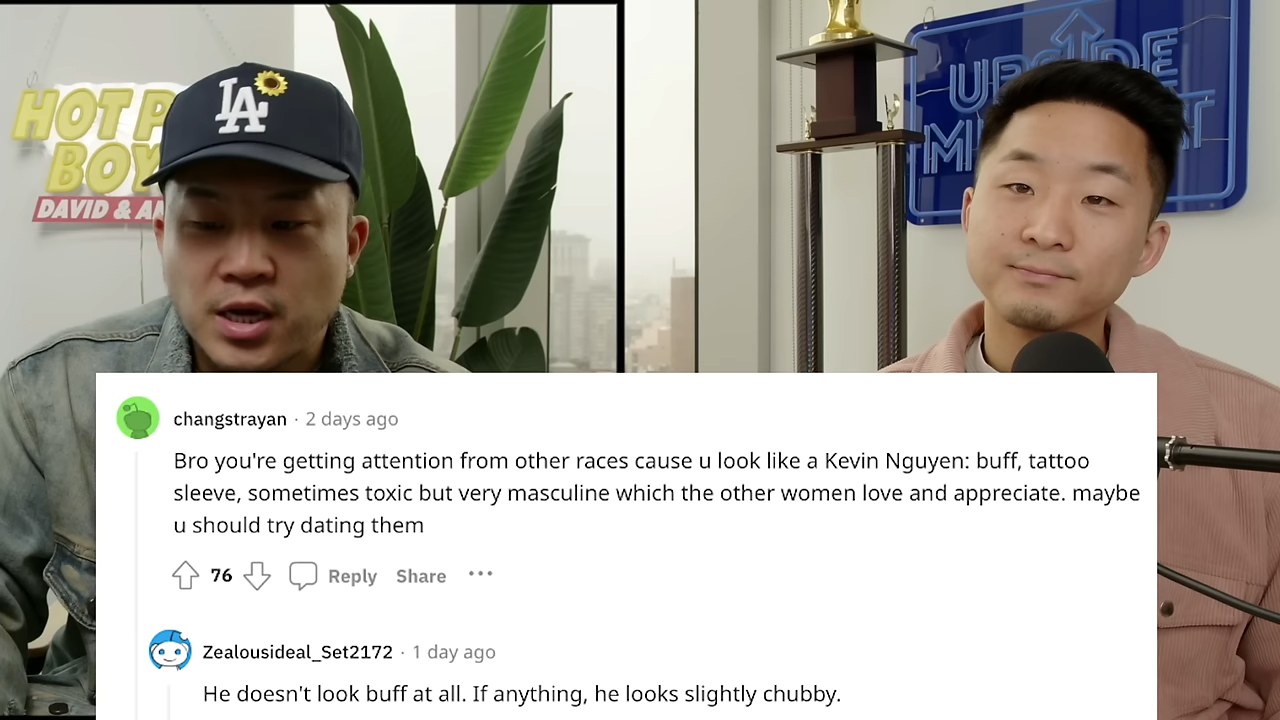 HOT P
BOY
DAVID & A
LA
changstrayan · 2 days ago
Bro you're getting attention from other races cause u look like a Kevin Nguyen: buff, tattoo
sleeve, sometimes toxic but very masculine which the other women love and appreciate. maybe
u should try dating them
76 Reply Share ···
Zealousideal_Set2172 · 1 day ago
He doesn't look buff at all. If anything, he looks slightly chubby.